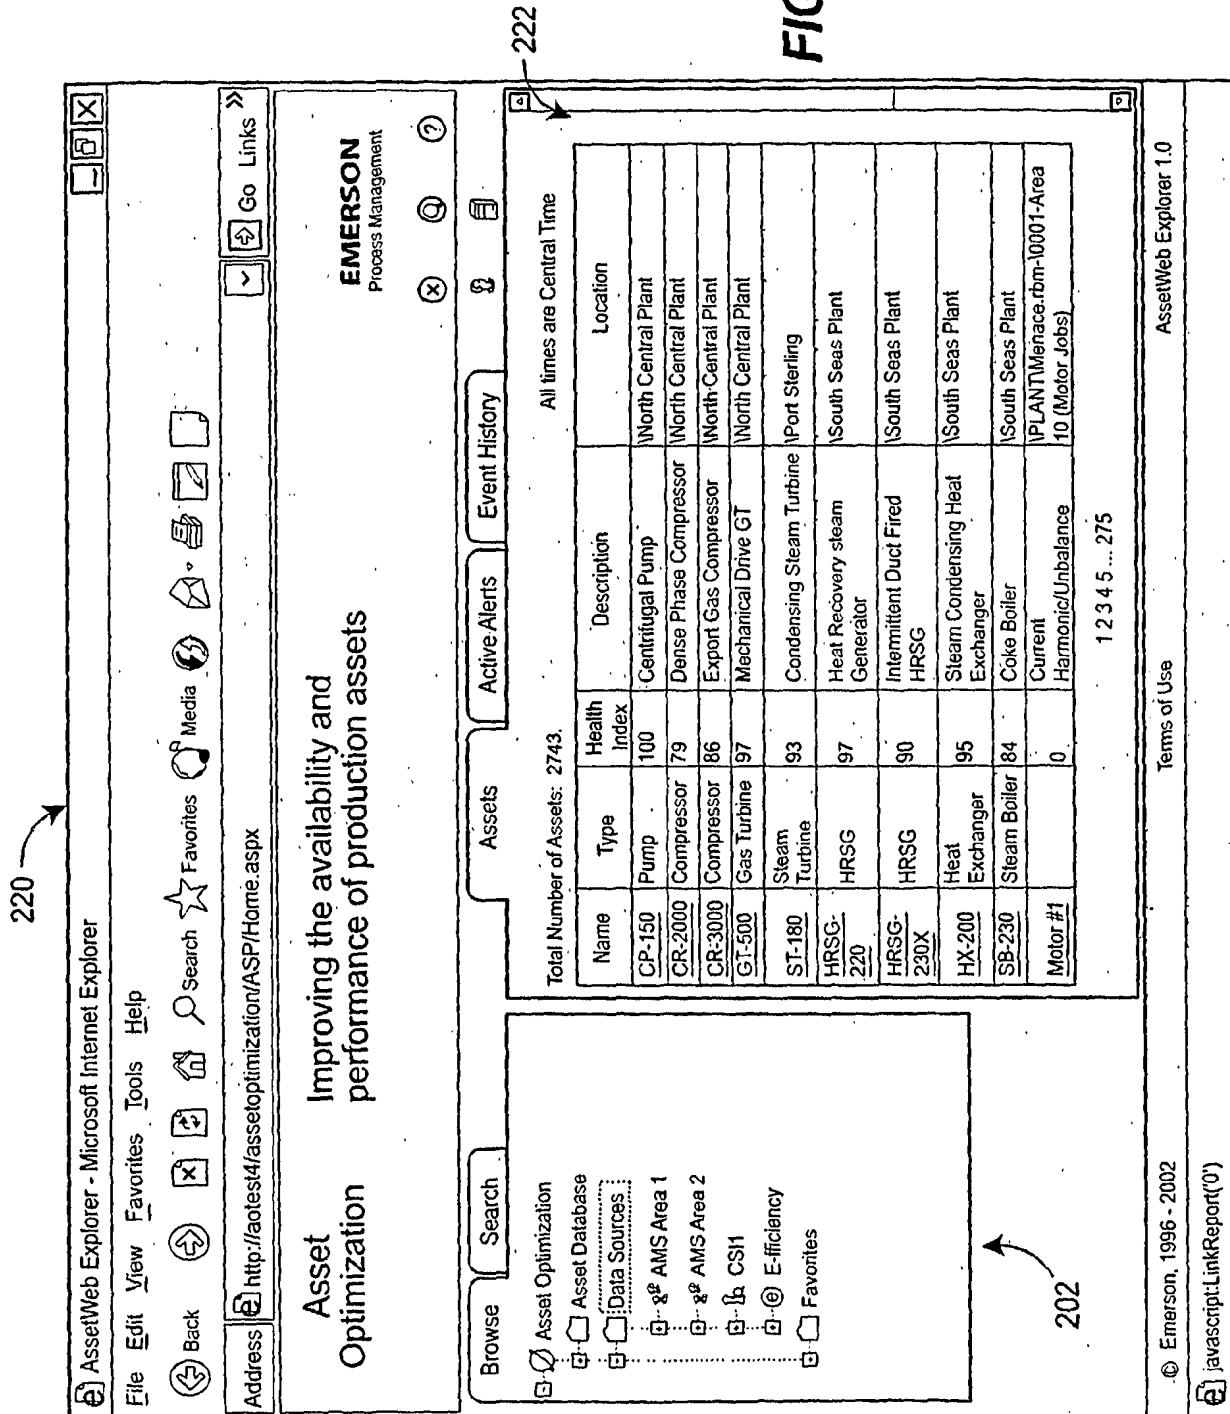 220
AssetWeb Explorer - Microsoft Internet Explorer
File Edit View Favorites Tools Help
Back Search Favorites Media
Address http://aotest4/assetoptimization/ASP/Home.aspx Go Links »
Asset Optimization
Improving the availability and
performance of production assets
EMERSON
Process Management
Browse Search
Assets Active Alerts Event History
Asset Optimization
Asset Database
Data Sources
AMS Area 1
AMS Area 2
CSI1
E-fficiency
Favorites
202
222
Total Number of Assets: 2743. All times are Central Time
Name Type Health Index Description Location
CP-150 Pump 100 Centrifugal Pump \North Central Plant
CR-2000 Compressor 79 Dense Phase Compressor \North Central Plant
CR-3000 Compressor 86 Export Gas Compressor \North Central Plant
GT-500 Gas Turbine 97 Mechanical Drive GT \North Central Plant
ST-180 Steam Turbine 93 Condensing Steam Turbine \Port Sterling
HRSG-220 HRSG 97 Heat Recovery steam Generator \South Seas Plant
HRSG-230X HRSG 90 Intermittent Duct Fired HRSG \South Seas Plant
HX-200 Heat Exchanger 95 Steam Condensing Heat Exchanger \South Seas Plant
SB-230 Steam Boiler 84 Coke Boiler \South Seas Plant
Motor #1 0 Current Harmonic/Unbalance \PLANT\Menace.rbm-\0001-Area 10 (Motor Jobs)
1 2 3 4 5 ... 275
© Emerson, 1996 - 2002 Terms of Use AssetWeb Explorer 1.0
javascript:LinkReport('0')